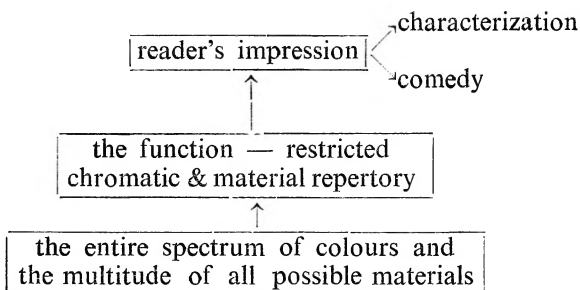 characterization
reader's impression
comedy
the function — restricted
chromatic & material repertory
the entire spectrum of colours and
the multitude of all possible materials